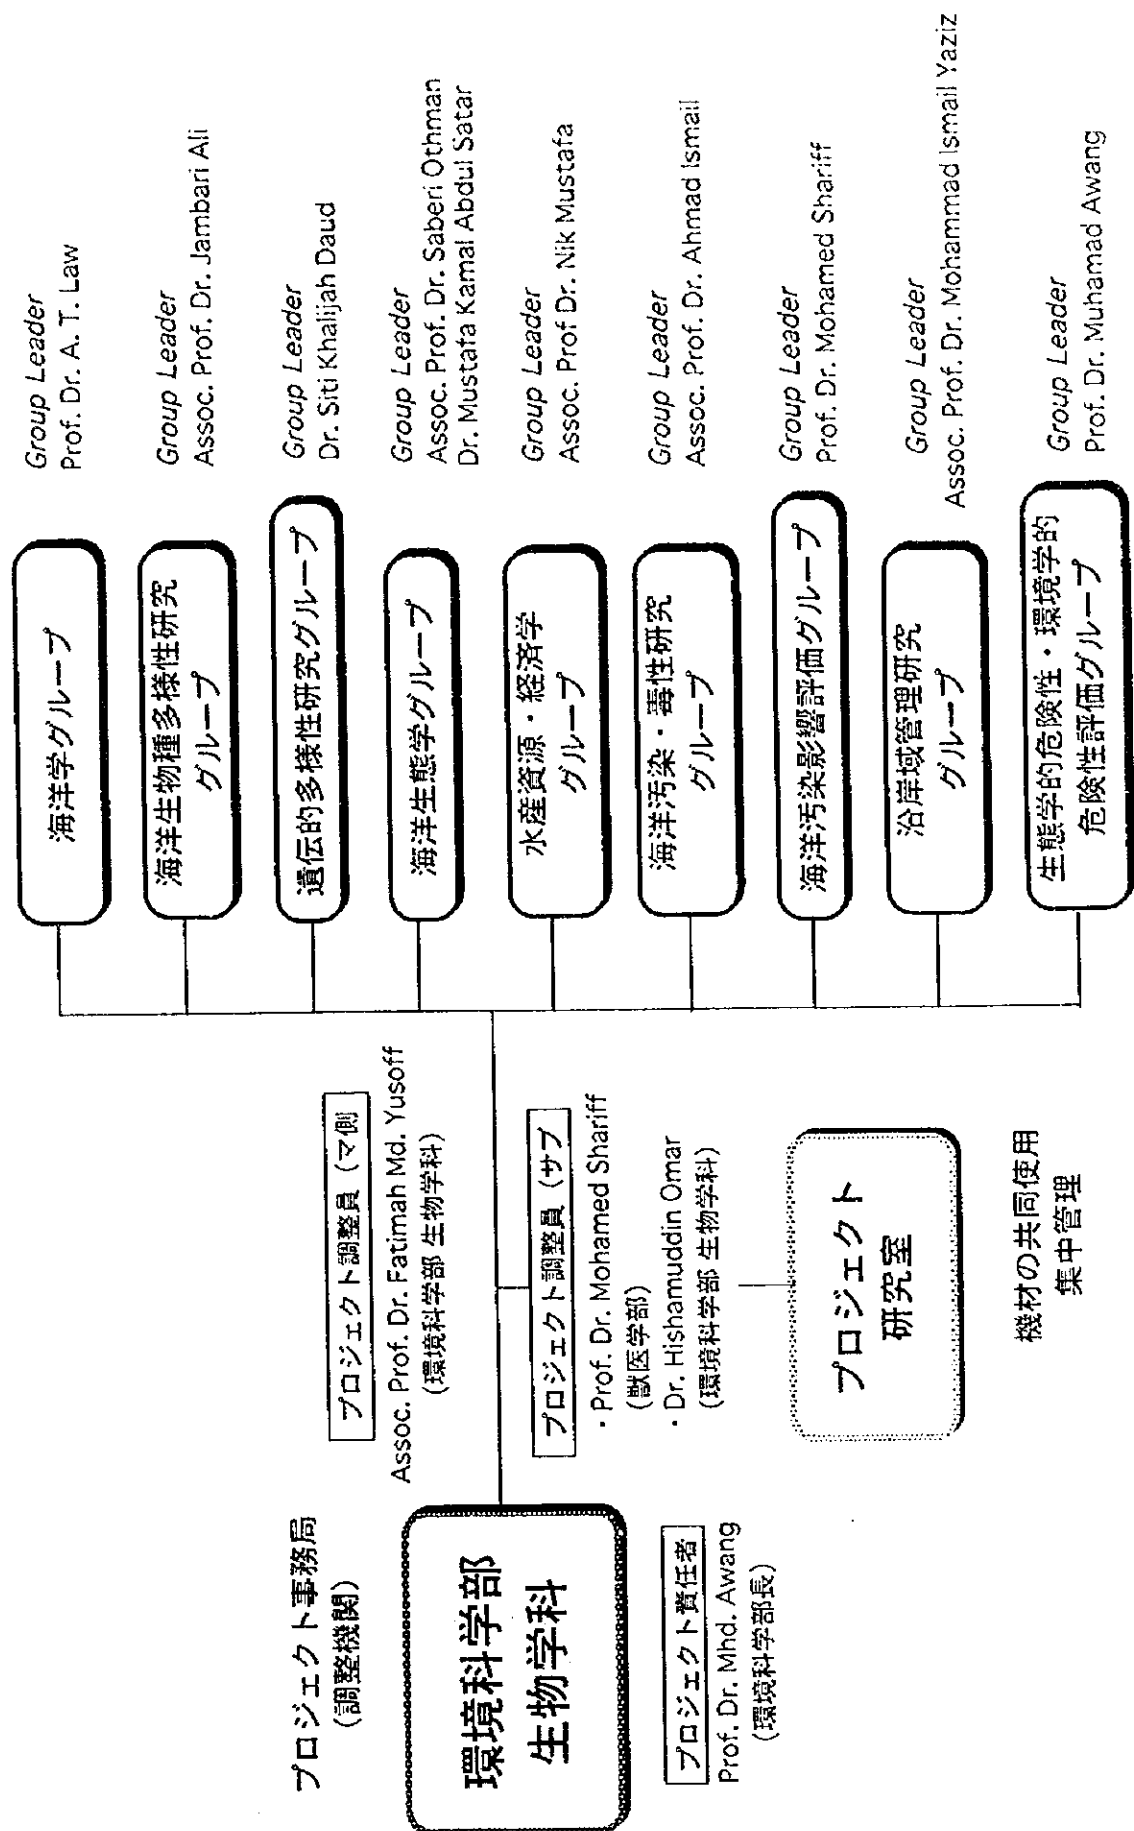 プロジェクト事務局
(調整機関)
環境科学部
生物学科
プロジェクト責任者
Prof. Dr. Mhd. Awang
(環境科学部長)
プロジェクト調整員 (マ側
Assoc. Prof. Dr. Fatimah Md. Yusoff
(環境科学部 生物学科)
プロジェクト調整員 (サブ
・Prof. Dr. Mohamed Shariff
(獣医学部)
・Dr. Hishamuddin Omar
(環境科学部 生物学科)
プロジェクト
研究室
機材の共同使用
集中管理
海洋学グループ
Group Leader
Prof. Dr. A. T. Law
海洋生物種多様性研究
グループ
Group Leader
Assoc. Prof. Dr. Jambari Ali
遺伝的多様性研究グループ
Group Leader
Dr. Siti Khalijah Daud
海洋生態学グループ
Group Leader
Assoc. Prof. Dr. Saberi Othman
Dr. Mustafa Kamal Abdul Satar
水産資源・経済学
グループ
Group Leader
Assoc. Prof Dr. Nik Mustafa
海洋汚染・毒性研究
グループ
Group Leader
Assoc. Prof. Dr. Ahmad Ismail
海洋汚染影響評価グループ
Group Leader
Prof. Dr. Mohamed Shariff
沿岸域管理研究
グループ
Group Leader
Assoc. Prof. Dr. Mohammad Ismail Yaziz
生態学的危険性・環境学的
危険性評価グループ
Group Leader
Prof. Dr. Muhamad Awang